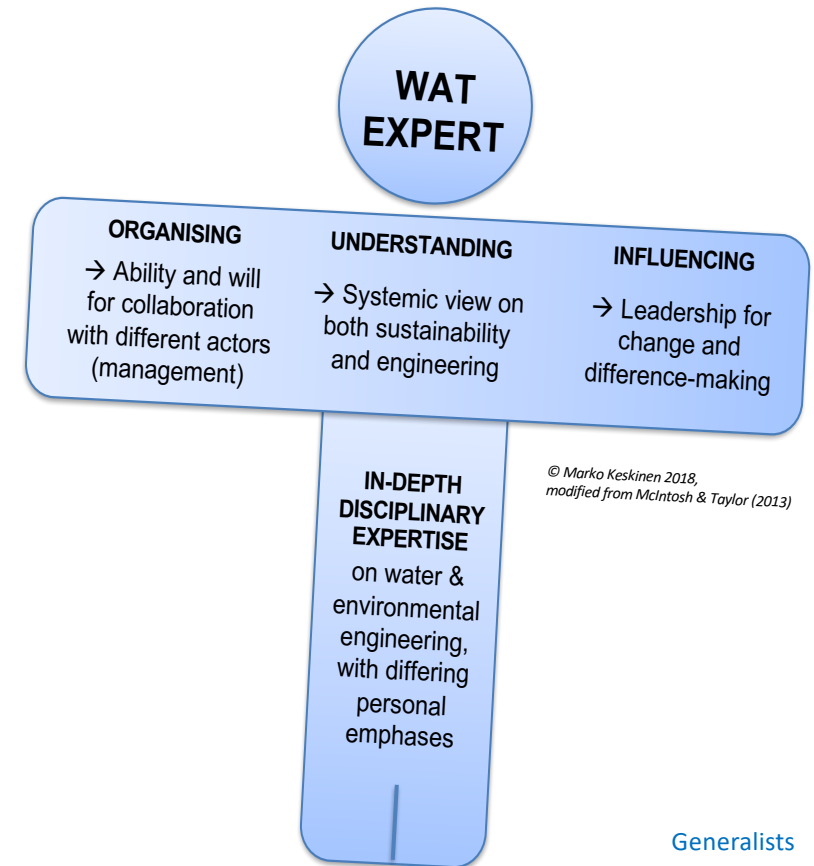 WAT
EXPERT
ORGANISING
→ Ability and will
for collaboration
with different actors
(management)
UNDERSTANDING
→ Systemic view on
both sustainability
and engineering
INFLUENCING
→ Leadership for
change and
difference-making
IN-DEPTH
DISCIPLINARY
EXPERTISE
on water &
environmental
engineering,
with differing
personal
emphases
© Marko Keskinen 2018,
modified from McIntosh & Taylor (2013)
Generalists